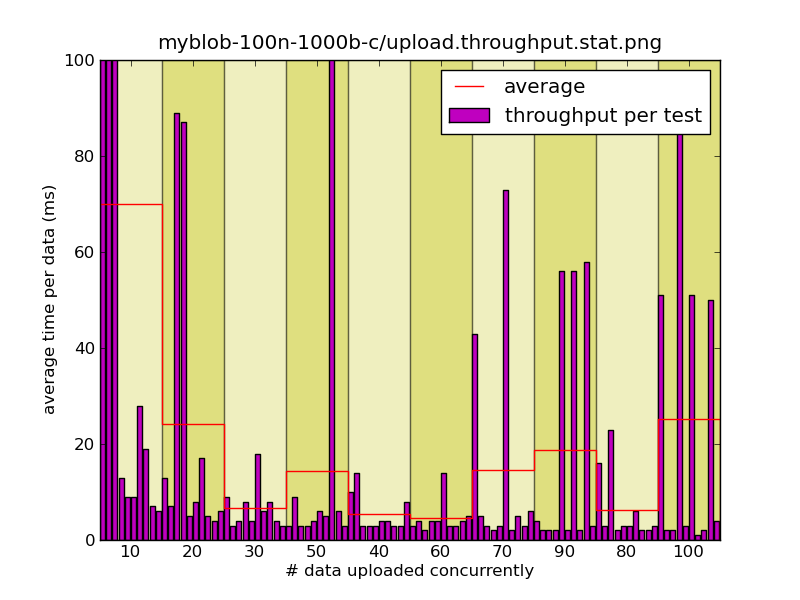 myblob-100n-1000b-c/upload.throughput.stat.png
average
throughput per test
average time per data (ms)
100
80
60
40
20
0
10 20 30 50 40 60 70 90 80 100
# data uploaded concurrently